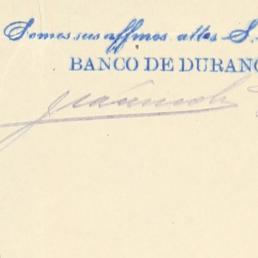 Somos sus affmos attos S.
BANCO DE DURANG